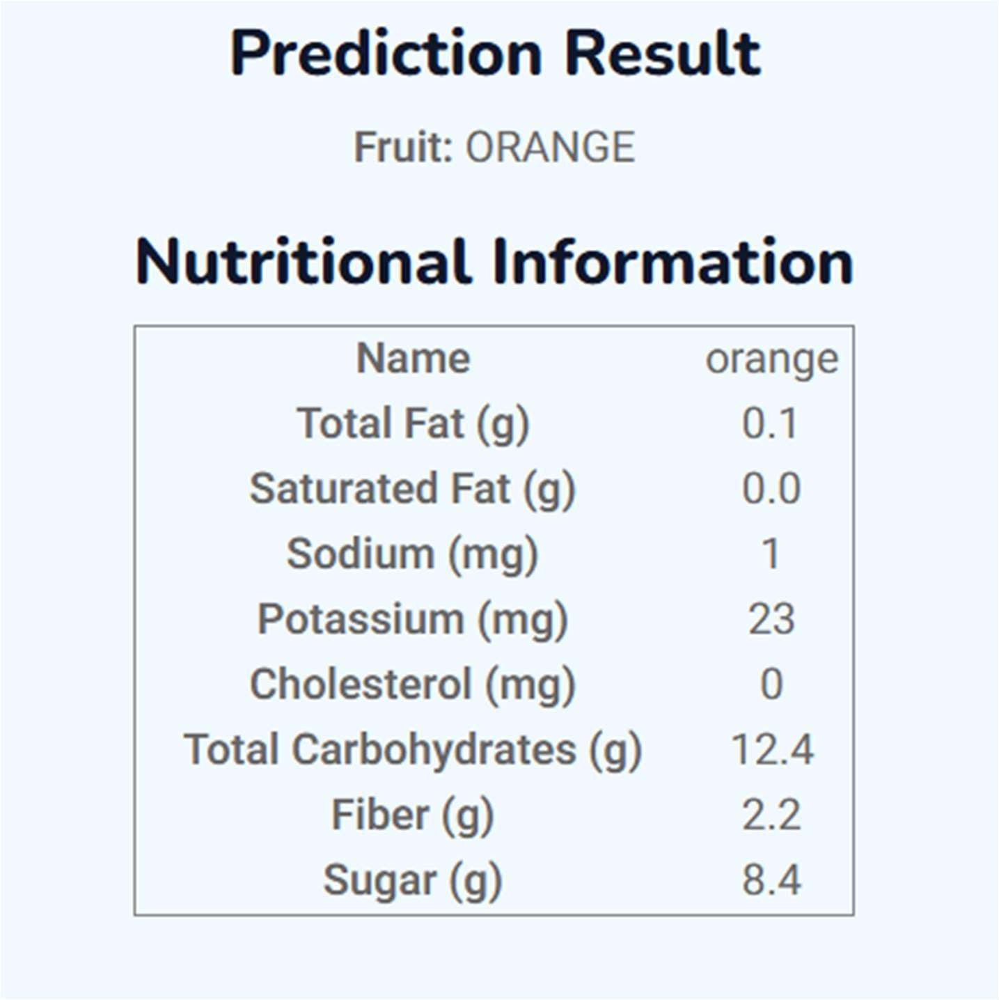 Prediction Result
Fruit: ORANGE
Nutritional Information
Name orange
Total Fat (g) 0.1
Saturated Fat (g) 0.0
Sodium (mg) 1
Potassium (mg) 23
Cholesterol (mg) 0
Total Carbohydrates (g) 12.4
Fiber (g) 2.2
Sugar (g) 8.4